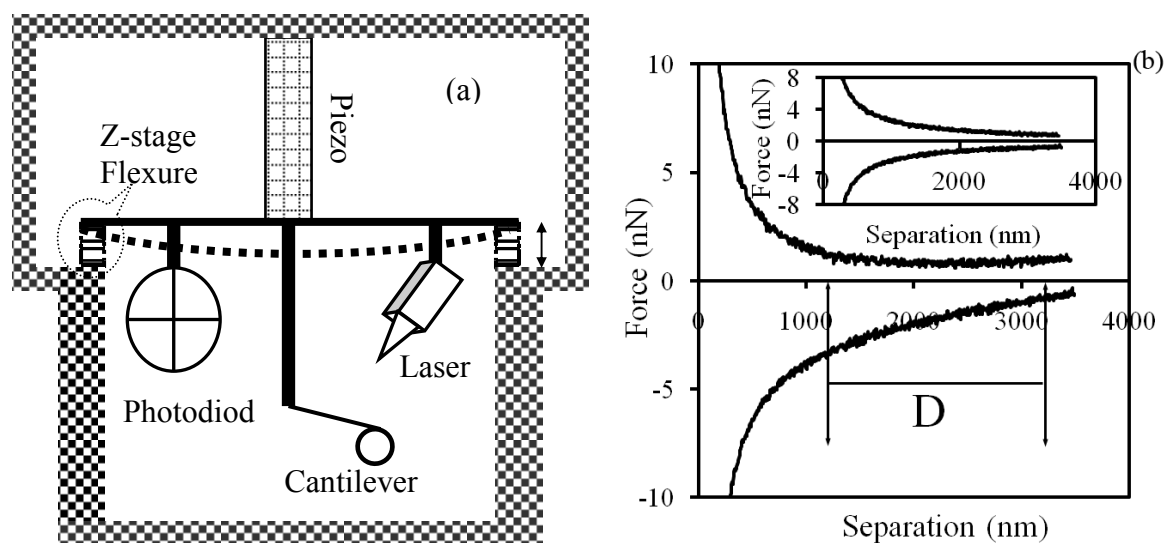 (a)
Piezo
Z-stage
Flexure
Photodiod
Laser
Cantilever
(b)
Force (nN)
10
5
0
-5
-10
0
1000
2000
3000
4000
Separation (nm)
D
Force (nN)
8
4
0
-4
-8
0
2000
4000
Separation (nm)